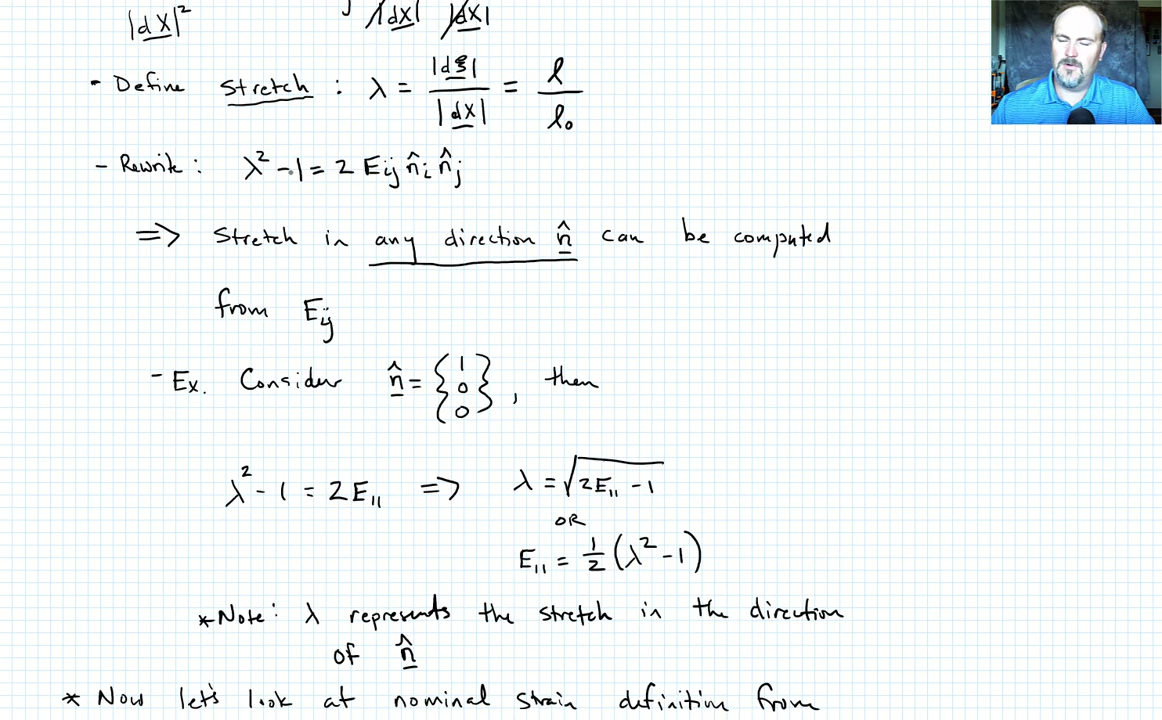 |dX|² |dX| |dX|
- Define stretch : λ = |dξ| / |dX| = l / l₀
- Rewrite : λ² - 1 = 2 Eij n̂i n̂j
=> Stretch in any direction n̂ can be computed
from Eij
- Ex. Consider n̂ = {1 0 0}, then
λ² - 1 = 2E₁₁ => λ = √(2E₁₁ - 1)
OR
E₁₁ = 1/2 (λ² - 1)
* Note: λ represents the stretch in the direction
of n̂
* Now let's look at nominal strain definition from